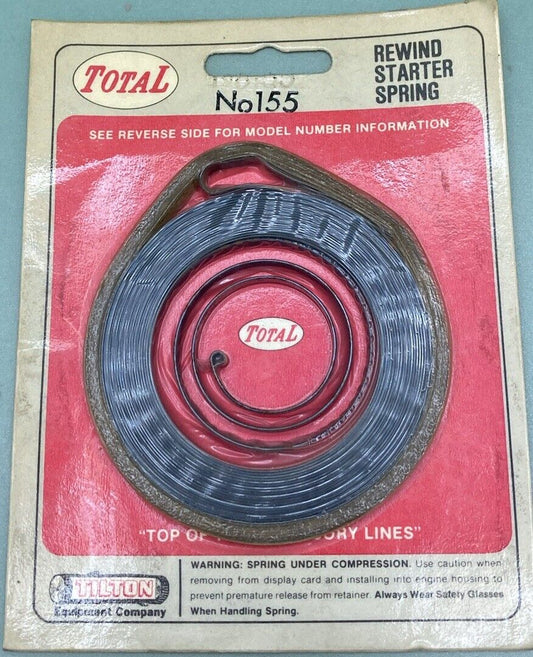 TOTAL
No155
REWIND
STARTER
SPRING
SEE REVERSE SIDE FOR MODEL NUMBER INFORMATION
TOTAL
"TOP OF LINES"
TILTON
Equipment Company
WARNING: SPRING UNDER COMPRESSION. Use caution when
removing from display card and installing into engine housing to
prevent premature release from retainer. Always Wear Safety Glasses
When Handling Spring.